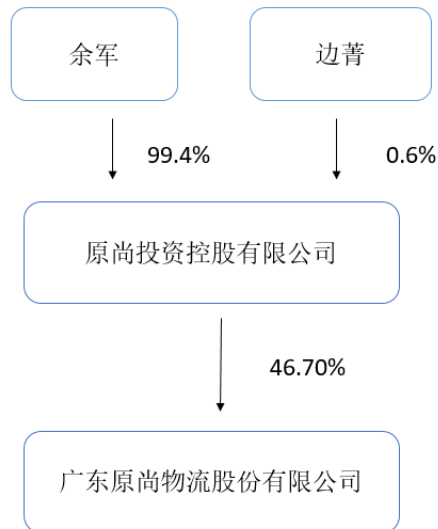 余军
边菁
99.4%
0.6%
原尚投资控股有限公司
46.70%
广东原尚物流股份有限公司